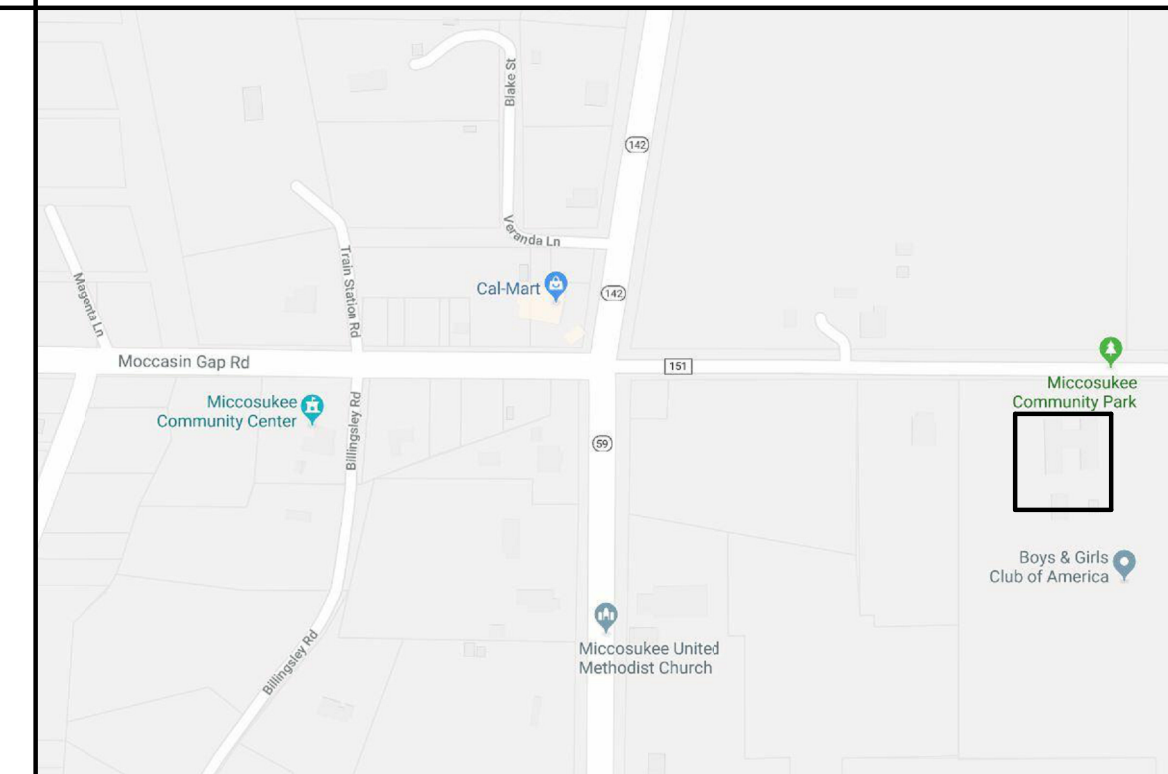 Blake St
142
Veranda Ln
Train Station Rd
Magenta Ln
Cal-Mart
142
Moccasin Gap Rd
151
Miccosukee
Community Park
Miccosukee
Community Center
Billingsley Rd
59
Boys & Girls
Club of America
Miccosukee United
Methodist Church
Billingsley Rd